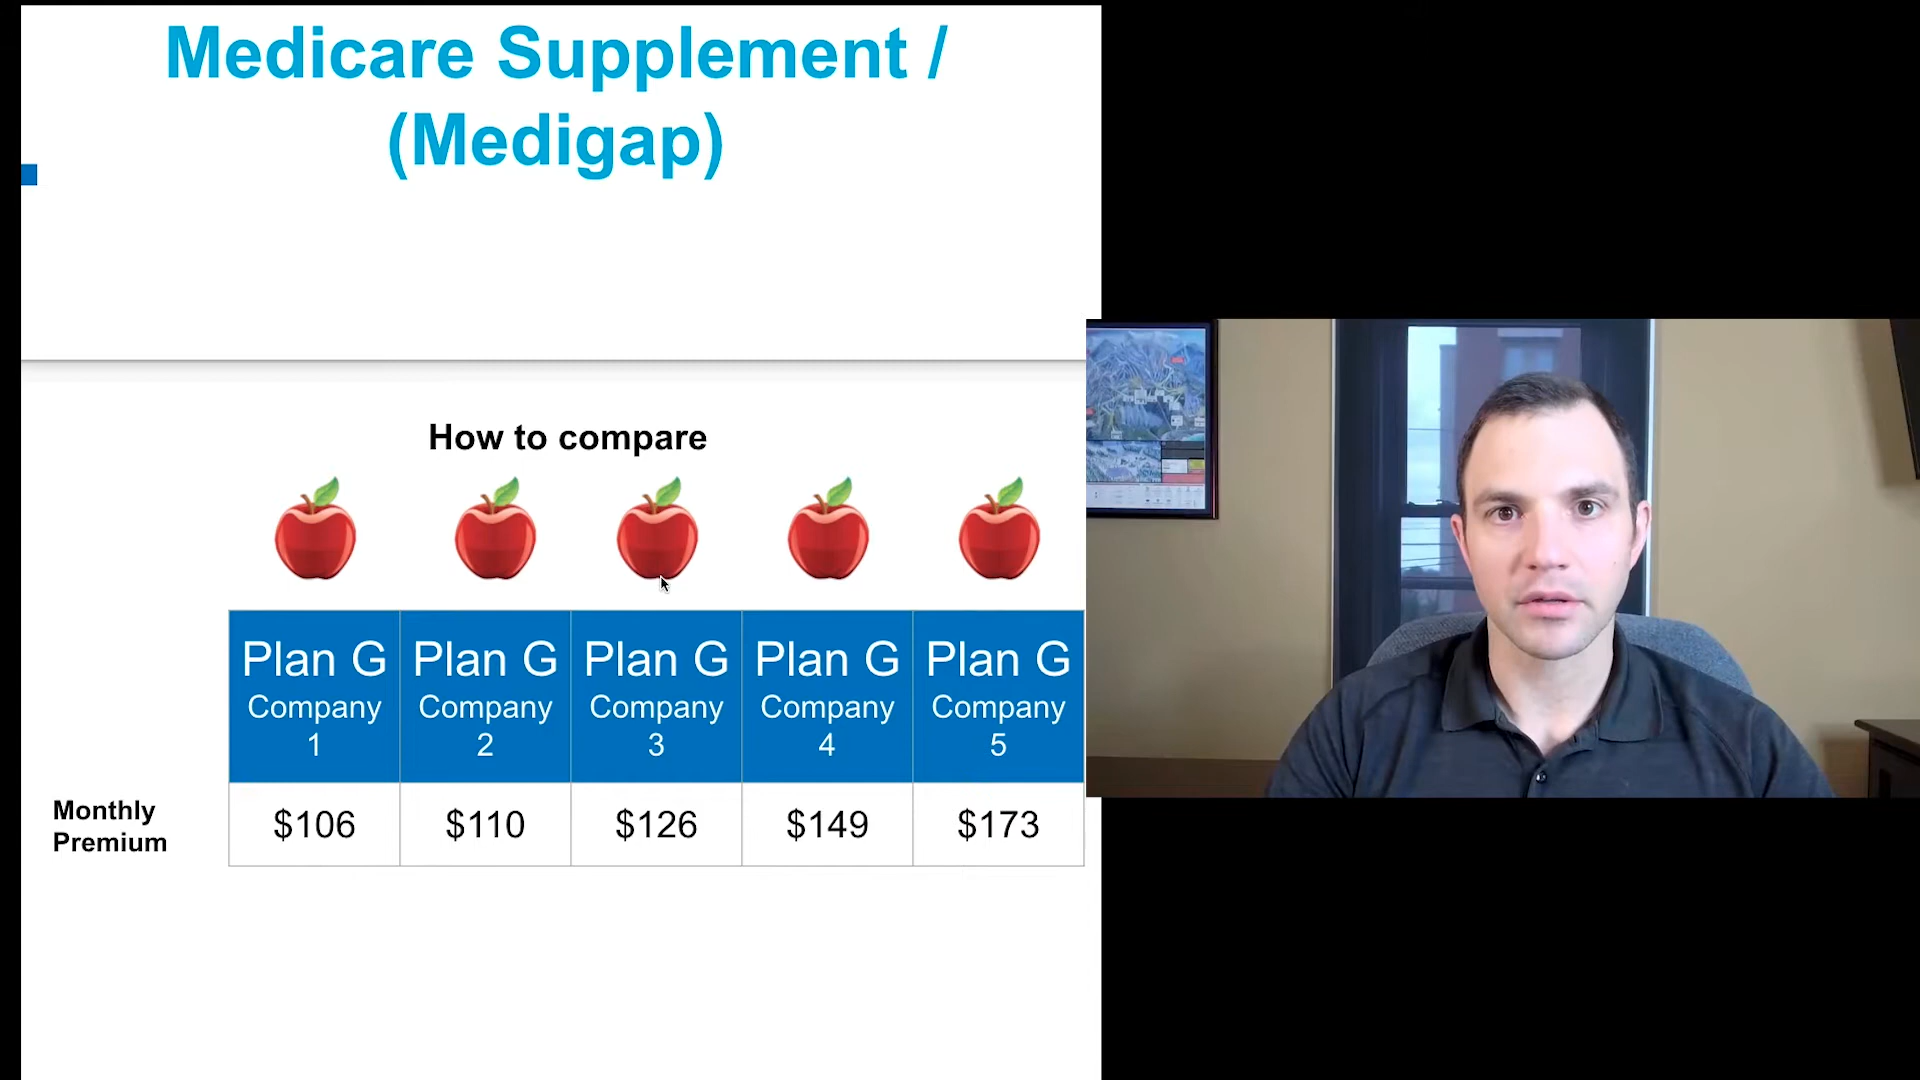 Medicare Supplement /
(Medigap)
How to compare
Plan G Plan G Plan G Plan G Plan G
Company Company Company Company Company
1 2 3 4 5
Monthly
Premium
$106 $110 $126 $149 $173